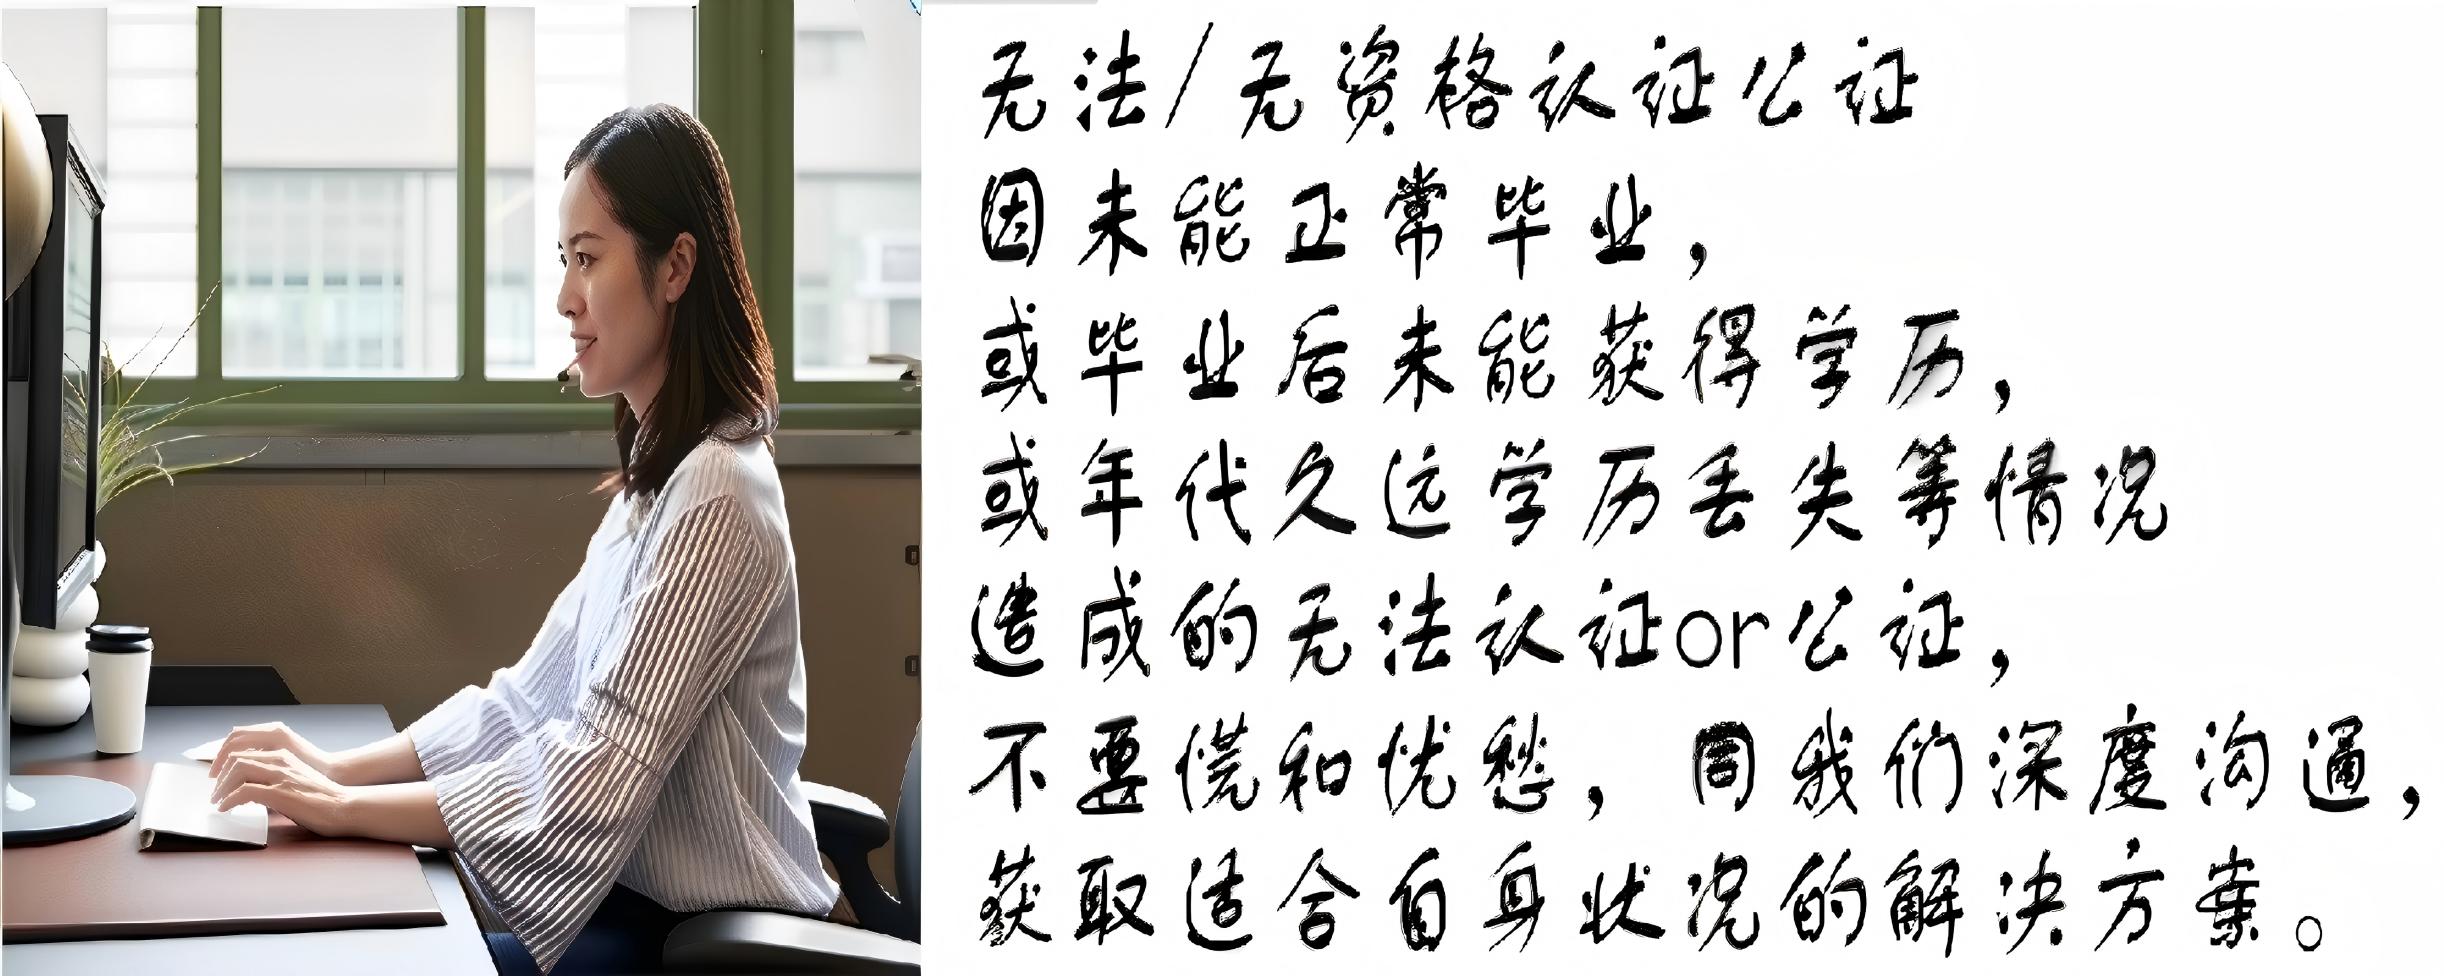 无法/无资格认证公证
因未能正常毕业，
或毕业后未能获得学历，
或年代久远学历丢失等情况
造成的无法认证or公证，
不要慌和忧愁，同我们深度沟通，
获取适合自身状况的解决方案。